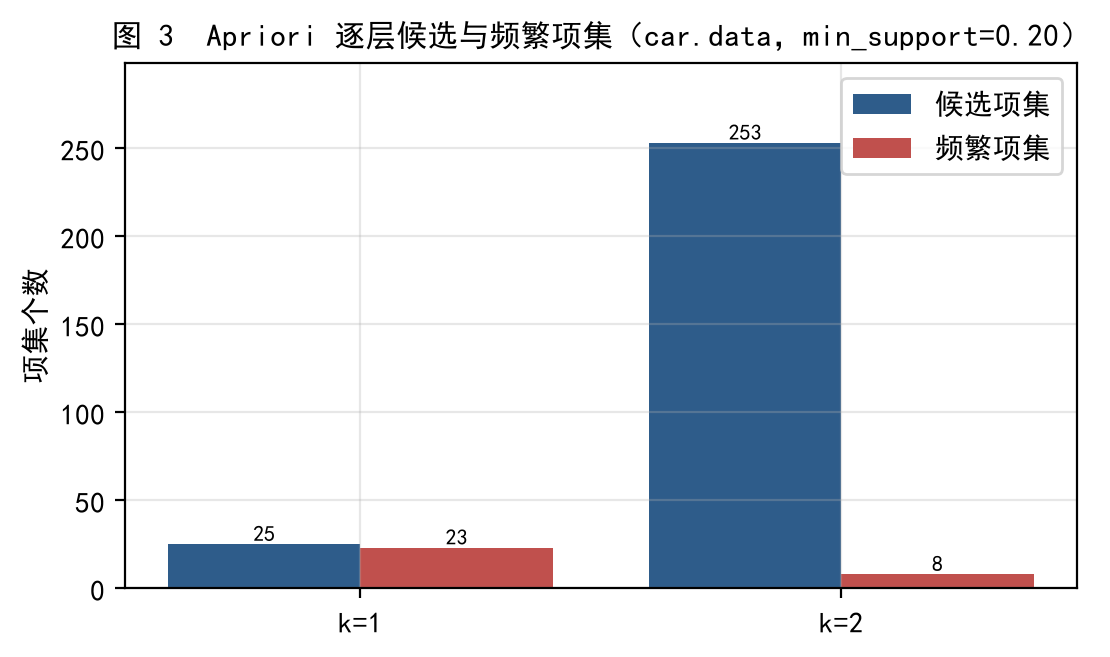 图 3  Apriori 逐层候选与频繁项集（car.data，min_support=0.20）
候选项集
频繁项集
项集个数
250
200
150
100
50
0
253
25
23
8
k=1
k=2